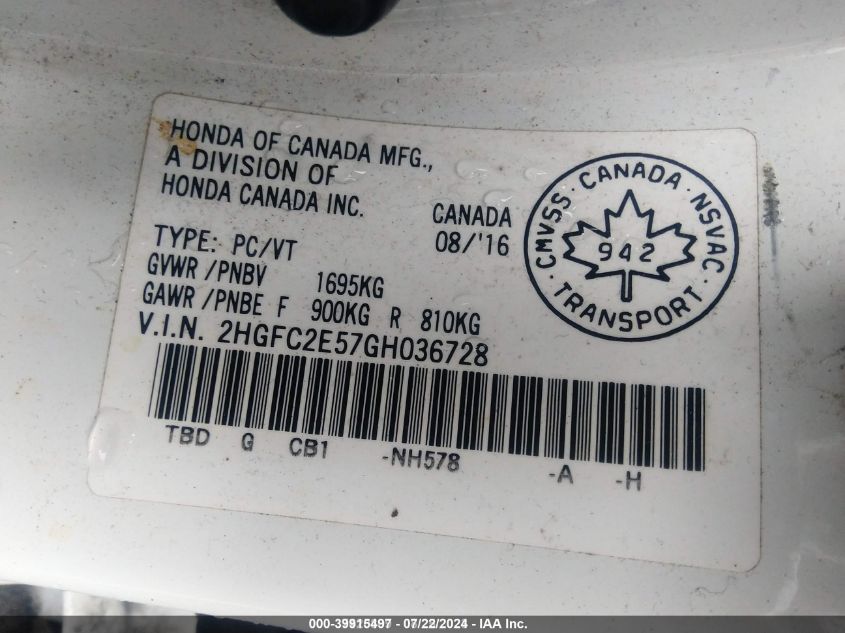 HONDA OF CANADA MFG.,
A DIVISION OF
HONDA CANADA INC.
CANADA
08/'16
TYPE: PC/VT
GVWR /PNBV 1695KG
GAWR /PNBE F 900KG R 810KG
V.I.N. 2HGFC2E57GH036728
TBD G CB1 -NH578 -A -H
CMVSS · CANADA · NSVAC
942
· TRANSPORT ·
000-39915497 - 07/22/2024 - IAA Inc.